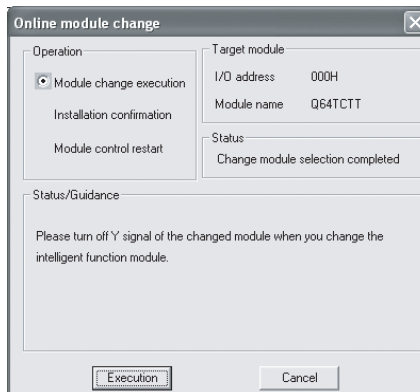 Online module change
Operation
Module change execution
Installation confirmation
Module control restart
Target module
I/O address 000H
Module name Q64TCTT
Status
Change module selection completed
Status/Guidance
Please turn off 'Y' signal of the changed module when you change the
intelligent function module.
Execution
Cancel